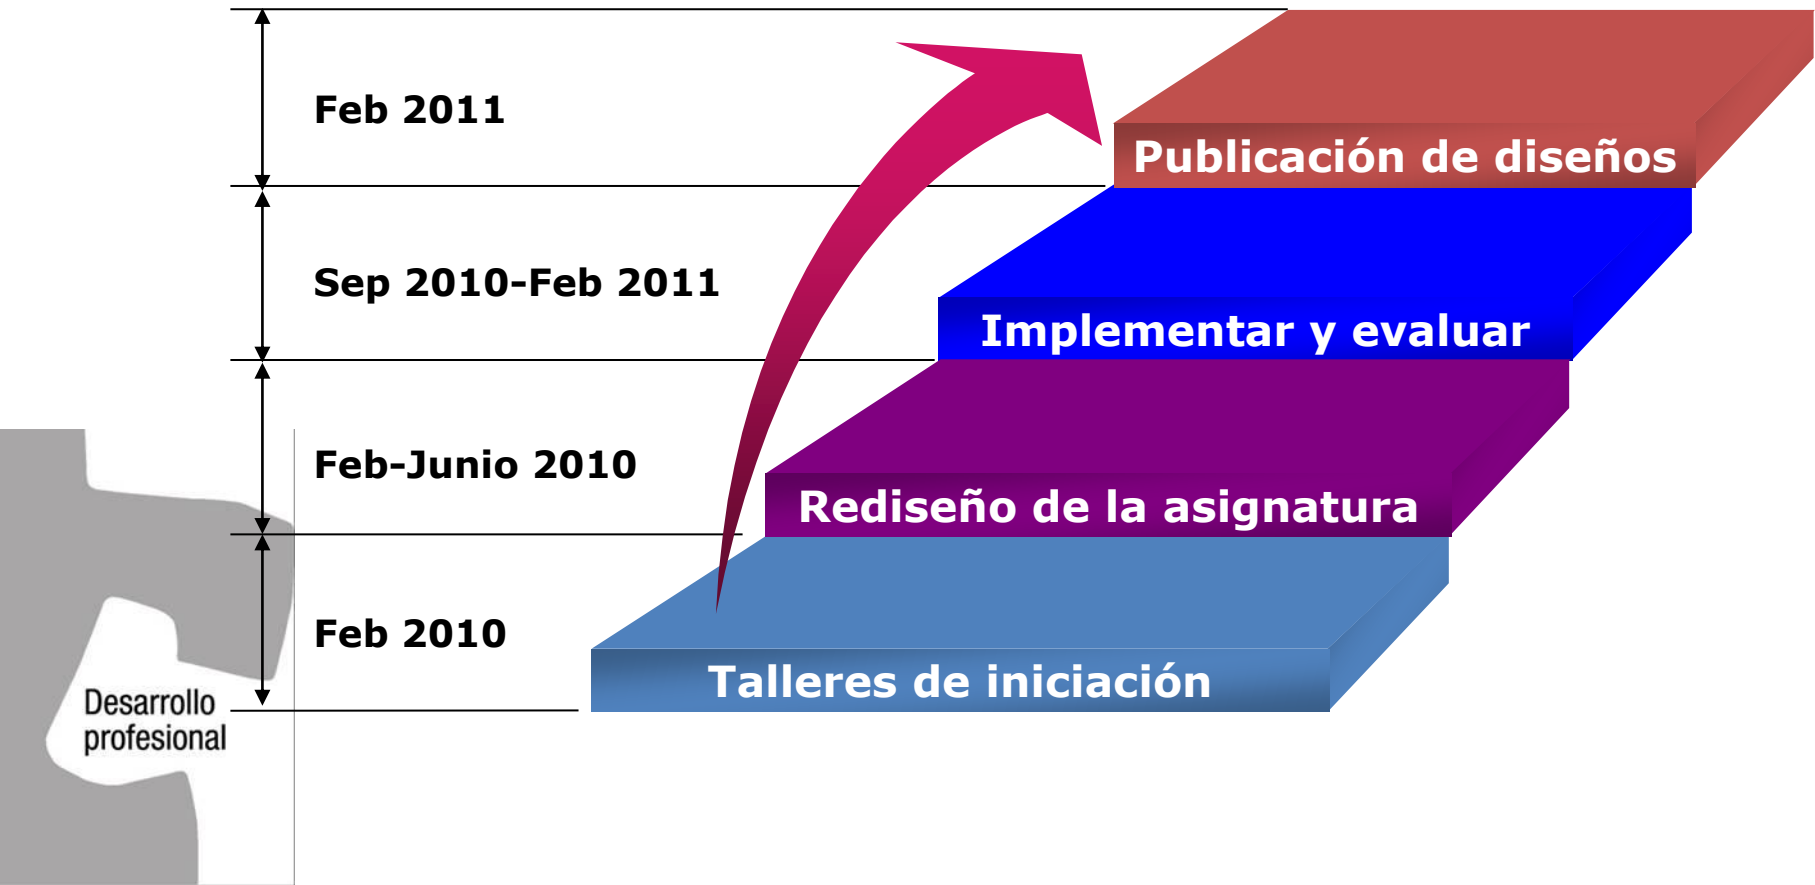 Feb 2011
Publicación de diseños
Sep 2010-Feb 2011
Implementar y evaluar
Feb-Junio 2010
Rediseño de la asignatura
Feb 2010
Talleres de iniciación
Desarrollo
profesional